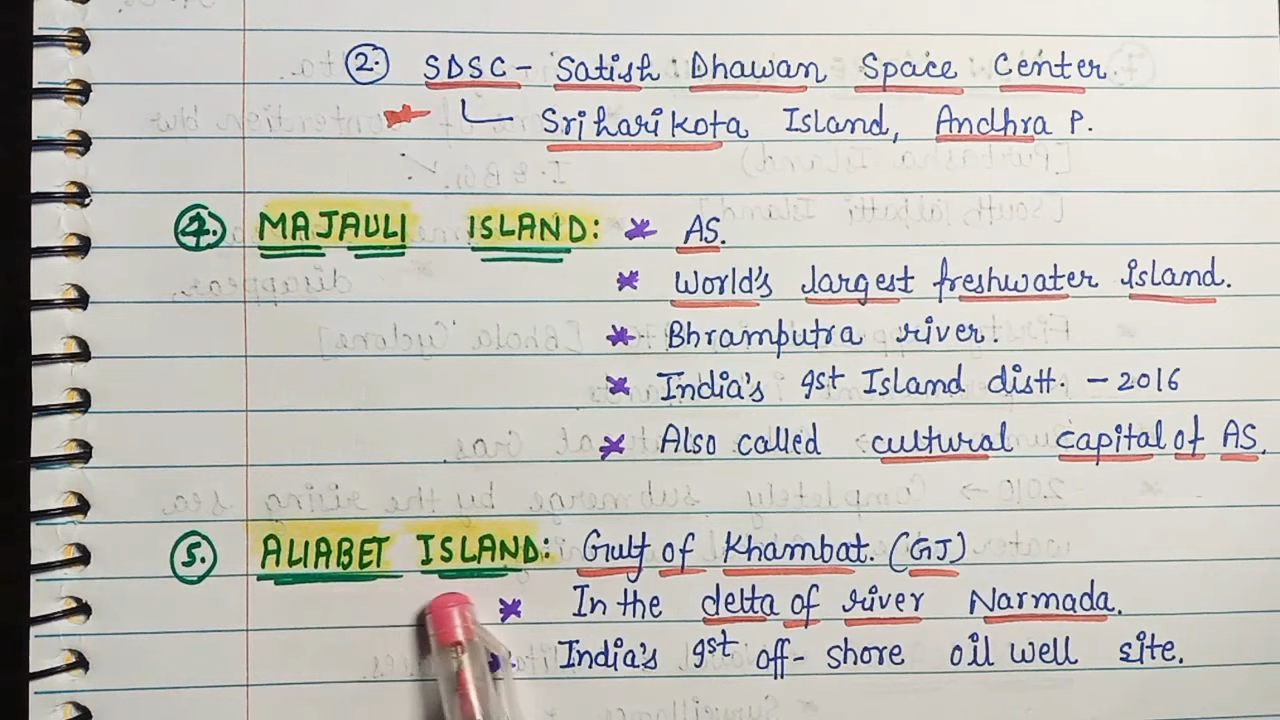 2. SDSC - Satish Dhawan Space Center
Sriharikota Island, Andhra P.
4. MAJAULI ISLAND: * AS.
* World's largest freshwater island.
* Bhramputra river.
* India's 1st Island distt. - 2016
* Also called cultural capital of AS.
5. ALIABET ISLAND: Gulf of Khambat. (GJ)
* In the delta of river Narmada.
India's 1st off-shore oil well site.